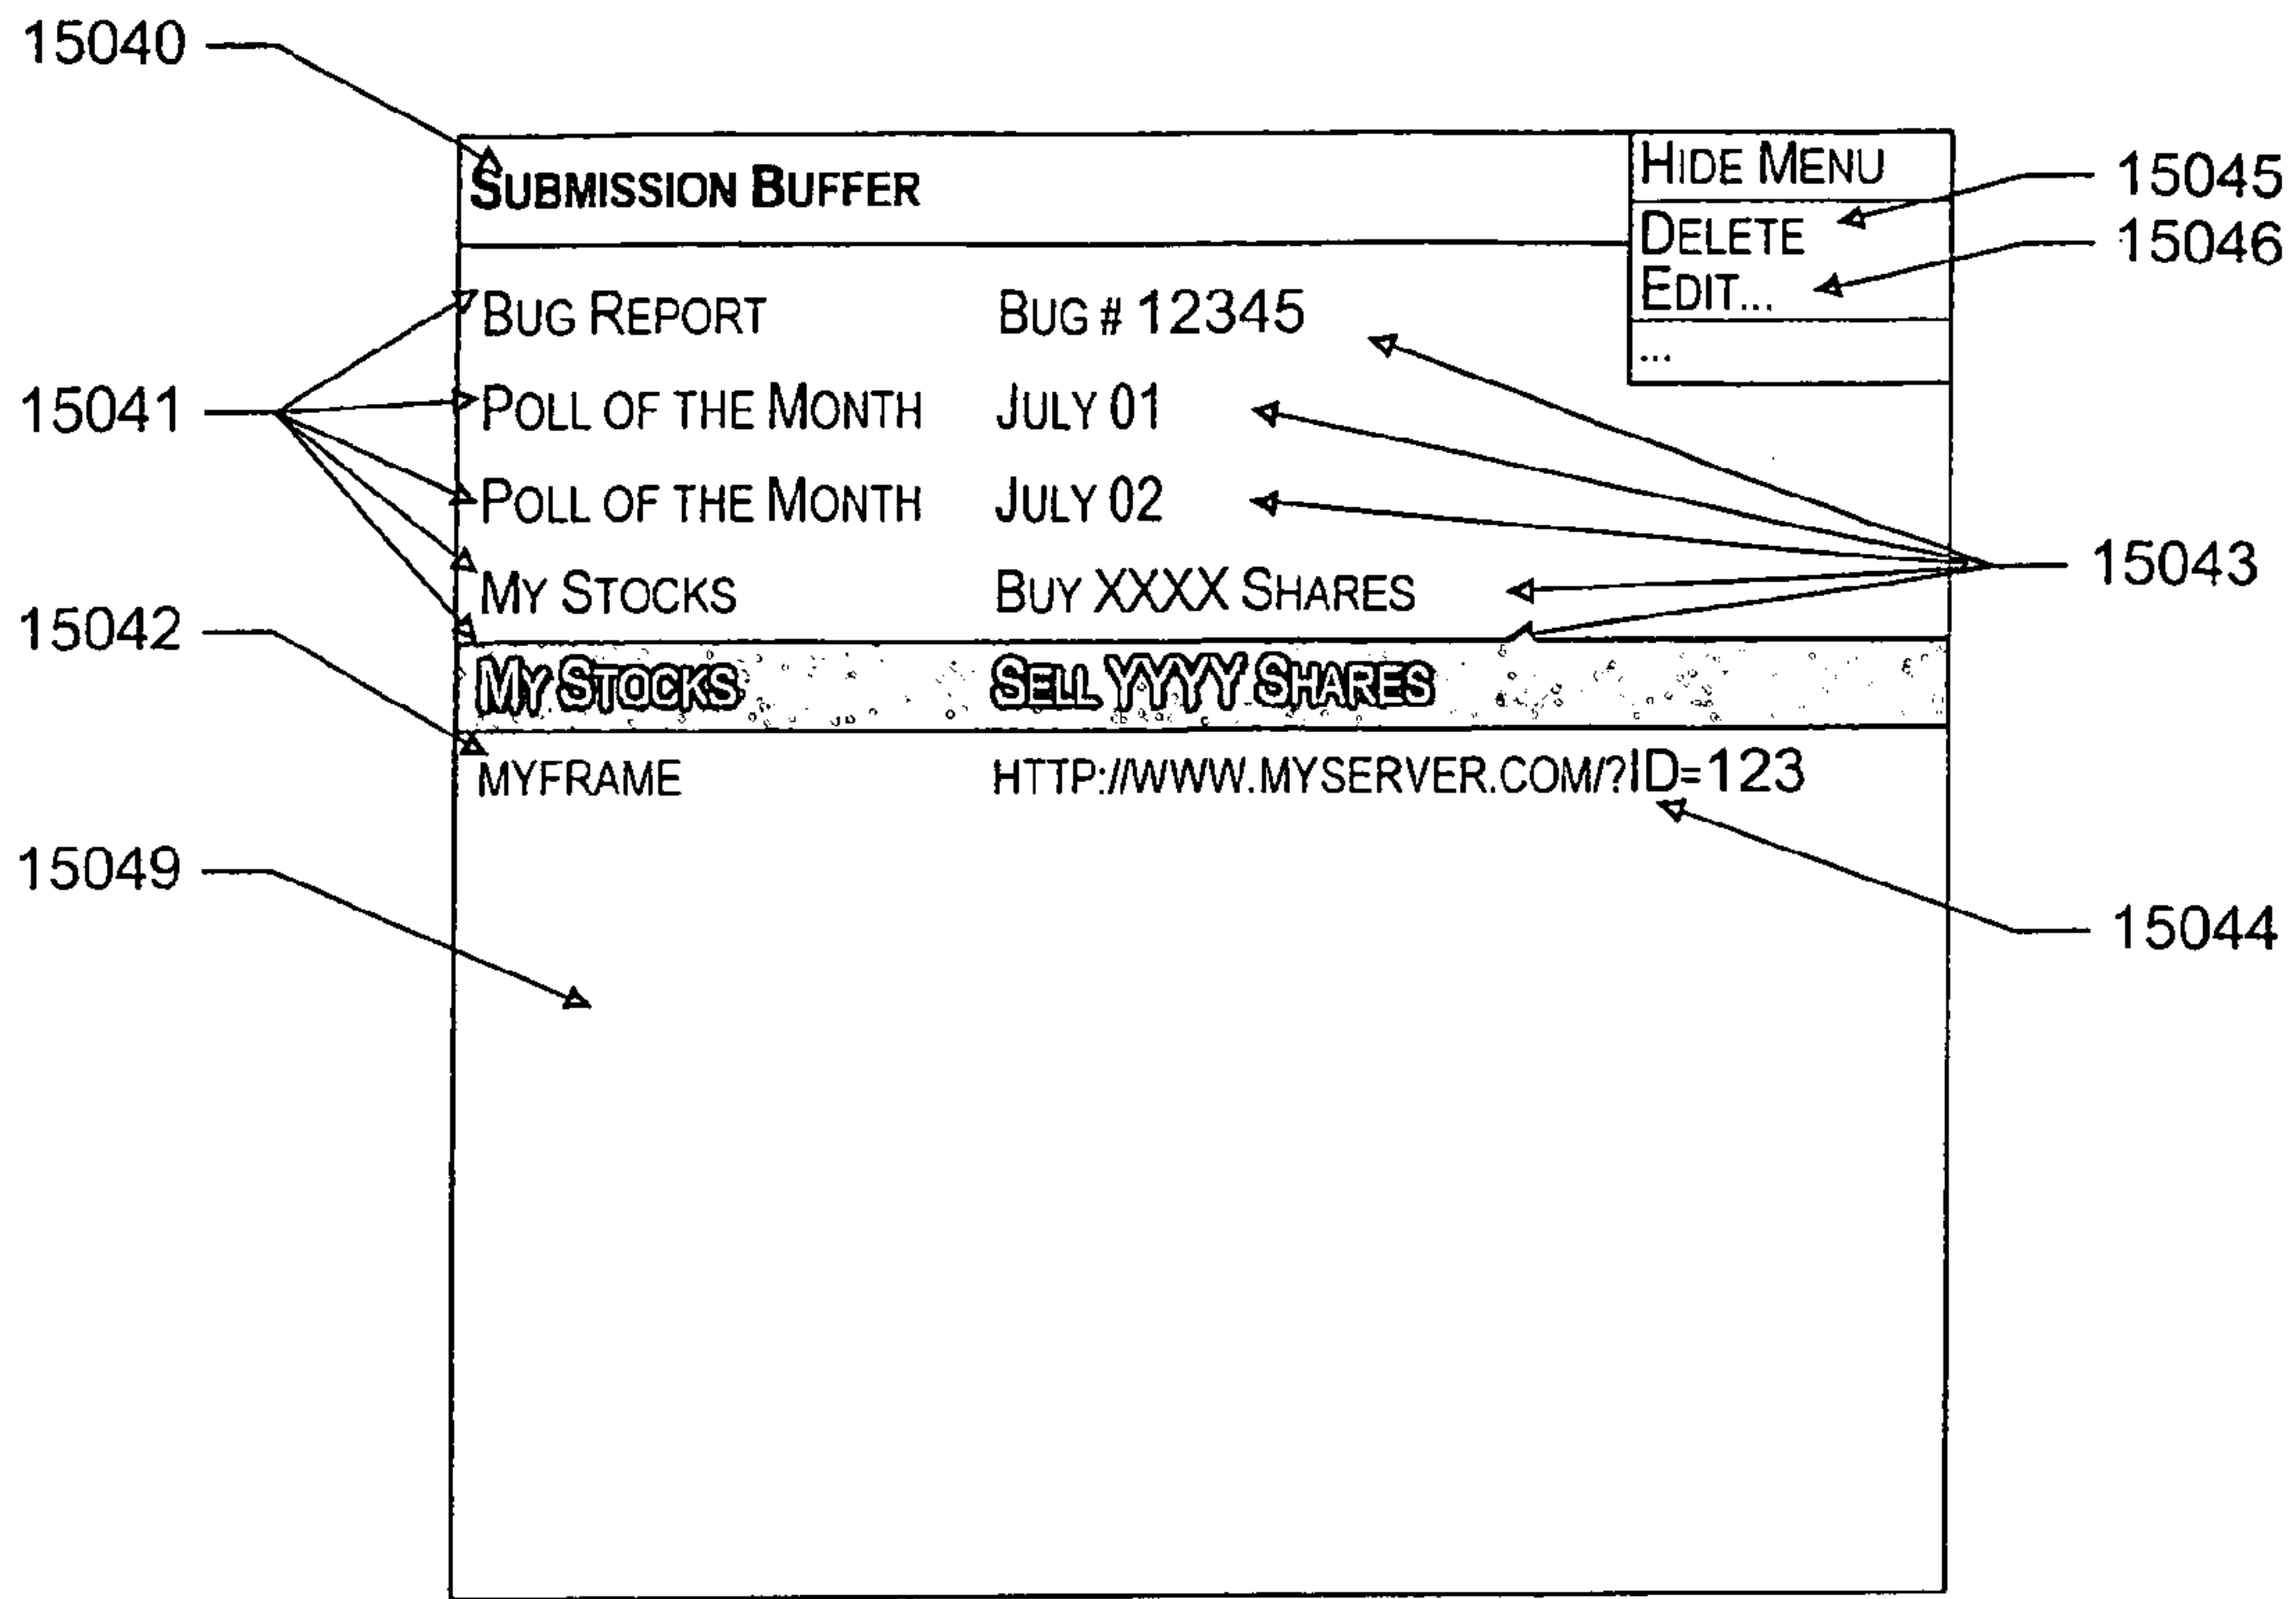 15040
SUBMISSION BUFFER
HIDE MENU
DELETE
EDIT...
...
15045
15046
BUG REPORT BUG # 12345
POLL OF THE MONTH JULY 01
15041
POLL OF THE MONTH JULY 02
MY STOCKS BUY XXXX SHARES
15043
15042
MY STOCKS SELL YYYY SHARES
MYFRAME HTTP://WWW.MYSERVER.COM/?ID=123
15049
15044